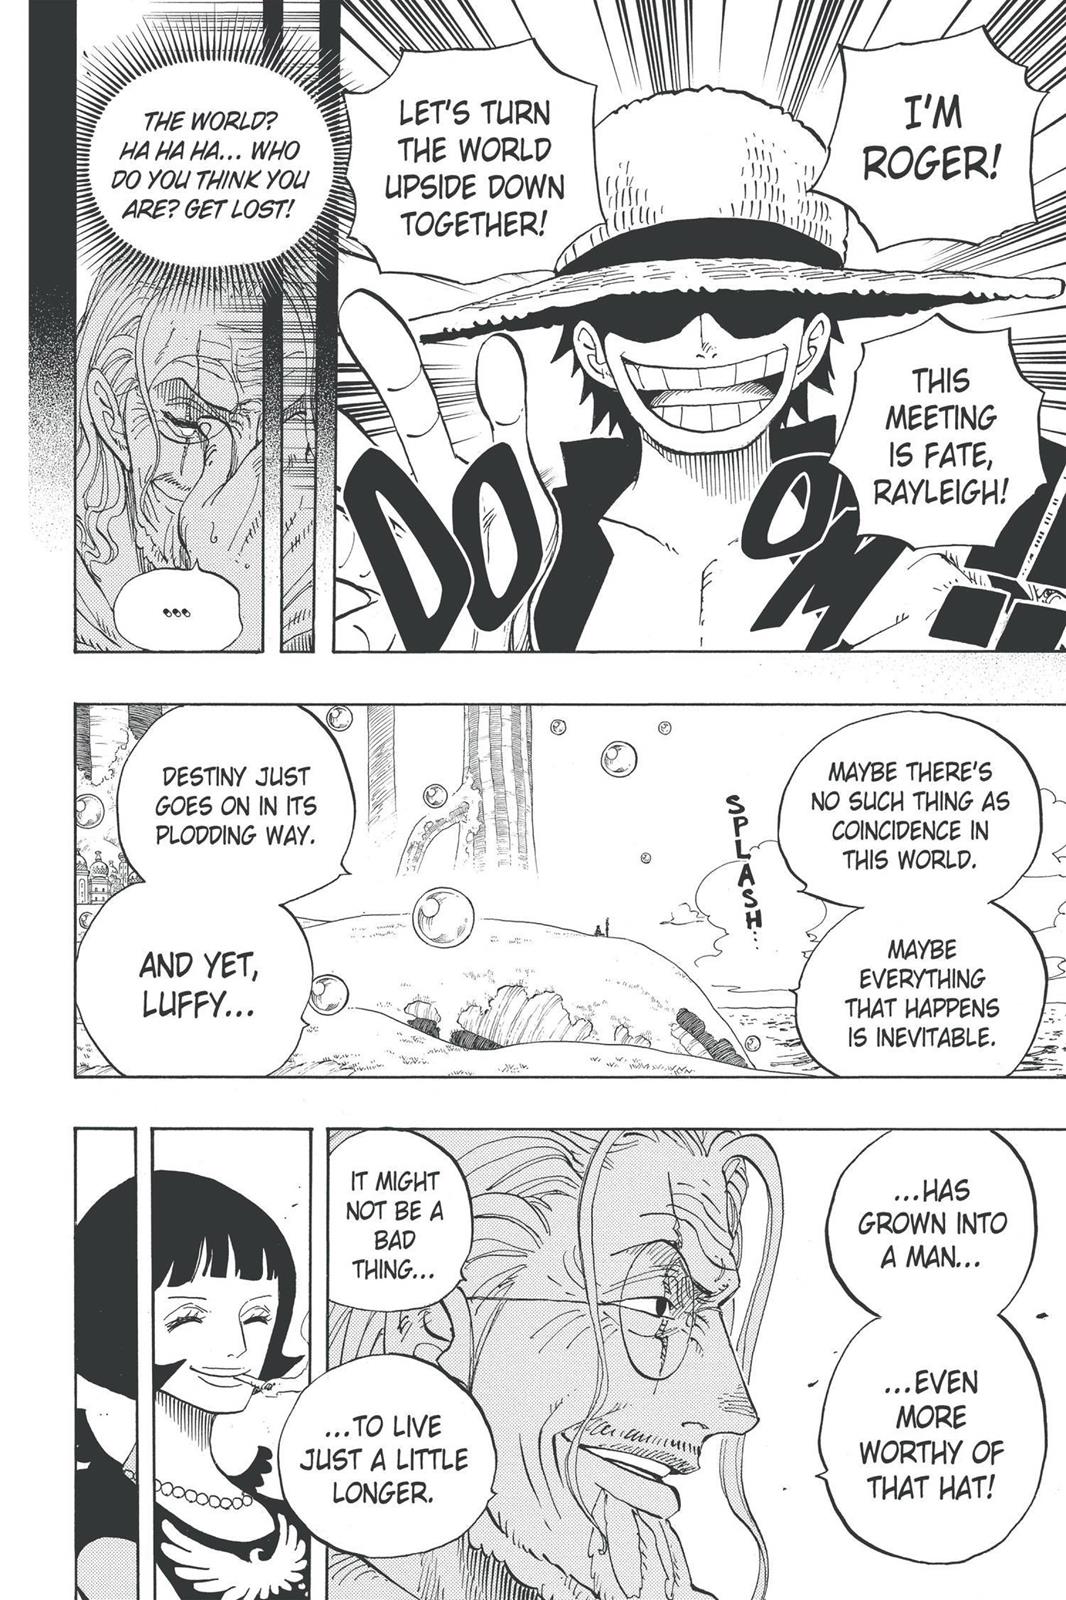 I'M
ROGER!
LET'S TURN
THE WORLD
UPSIDE DOWN
TOGETHER!
THIS
MEETING
IS FATE,
RAYLEIGH!
DOOM
THE WORLD?
HA HA HA... WHO
DO YOU THINK YOU
ARE? GET LOST!
...
MAYBE THERE'S
NO SUCH THING AS
COINCIDENCE IN
THIS WORLD.
MAYBE
EVERYTHING
THAT HAPPENS
IS INEVITABLE.
SPLASH...
DESTINY JUST
GOES ON IN ITS
PLODDING WAY.
AND YET,
LUFFY...
...HAS
GROWN INTO
A MAN...
...EVEN
MORE
WORTHY OF
THAT HAT!
IT MIGHT
NOT BE A
BAD
THING...
...TO LIVE
JUST A LITTLE
LONGER.